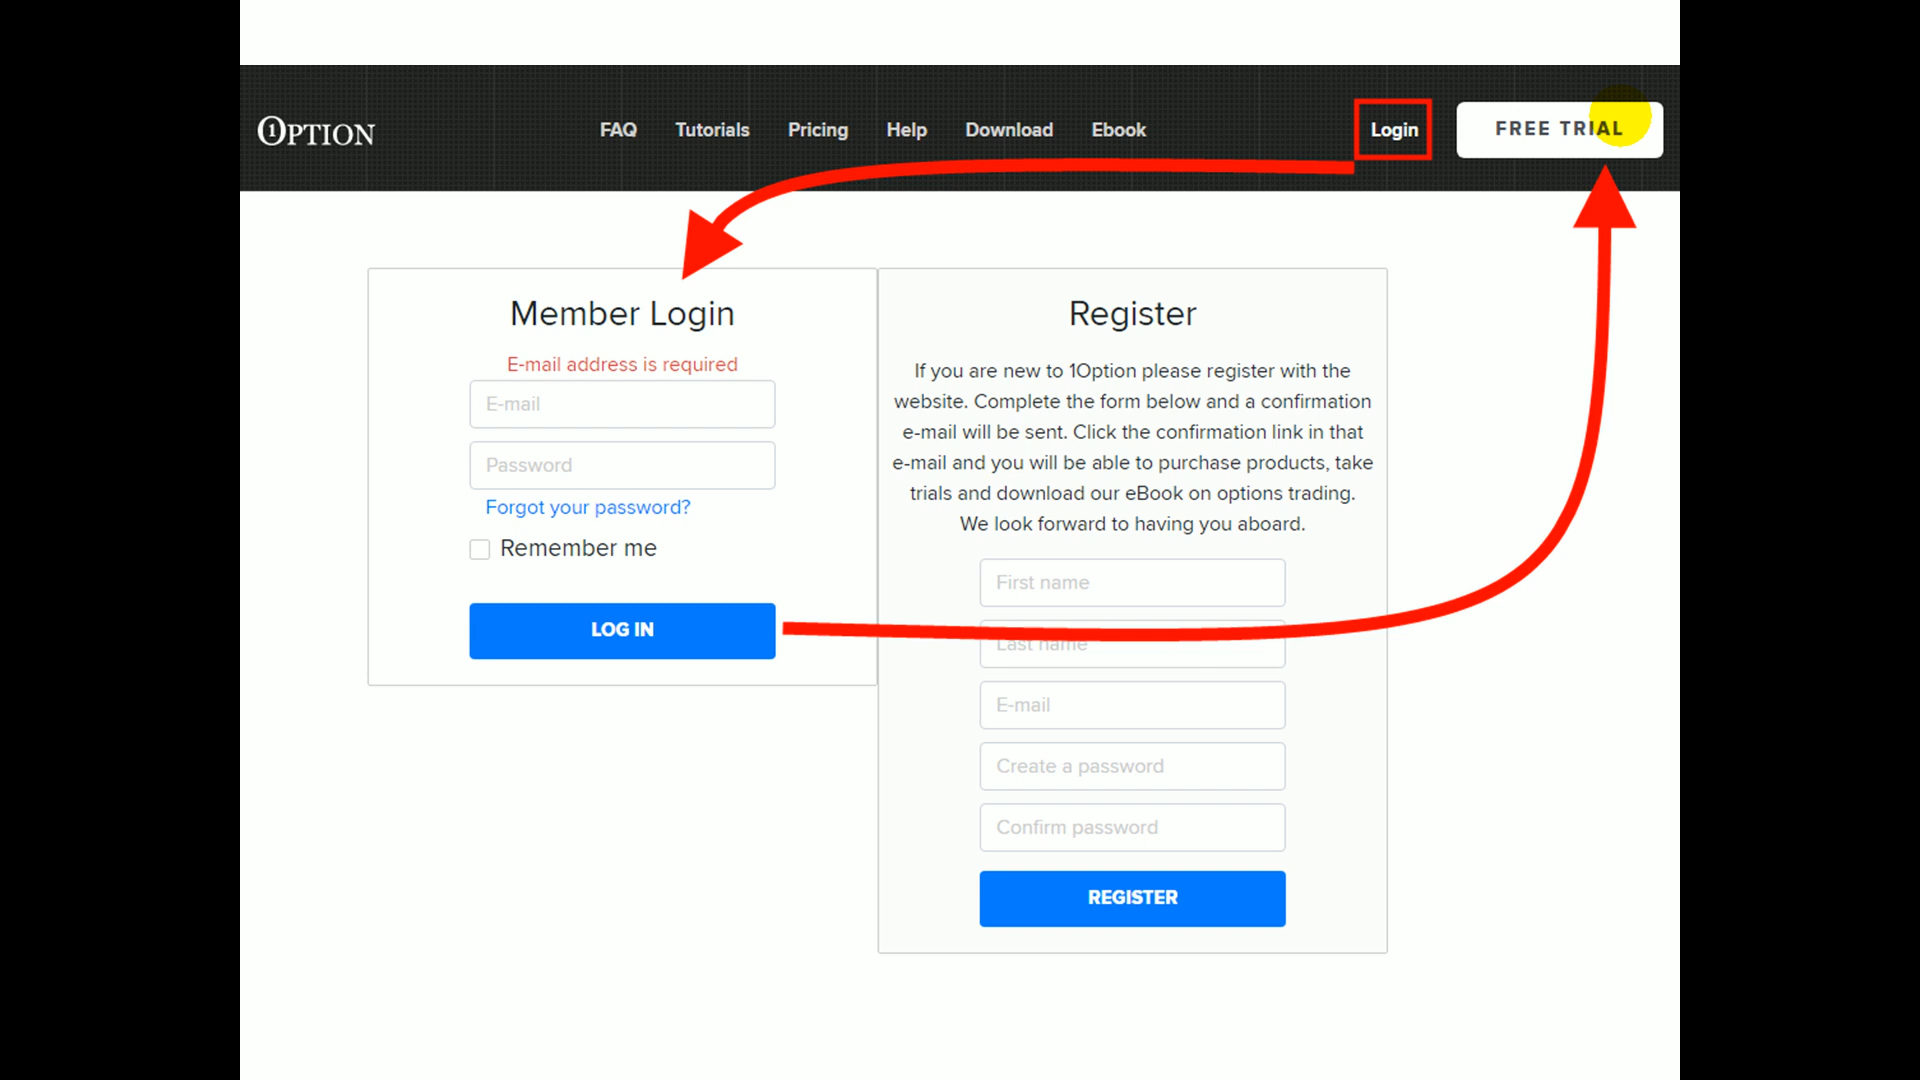 1OPTION
FAQ Tutorials Pricing Help Download Ebook Login FREE TRIAL
Member Login
E-mail address is required
E-mail
Password
Forgot your password?
Remember me
LOG IN
Register
If you are new to 1Option please register with the
website. Complete the form below and a confirmation
e-mail will be sent. Click the confirmation link in that
e-mail and you will be able to purchase products, take
trials and download our eBook on options trading.
We look forward to having you aboard.
First name
Last name
E-mail
Create a password
Confirm password
REGISTER